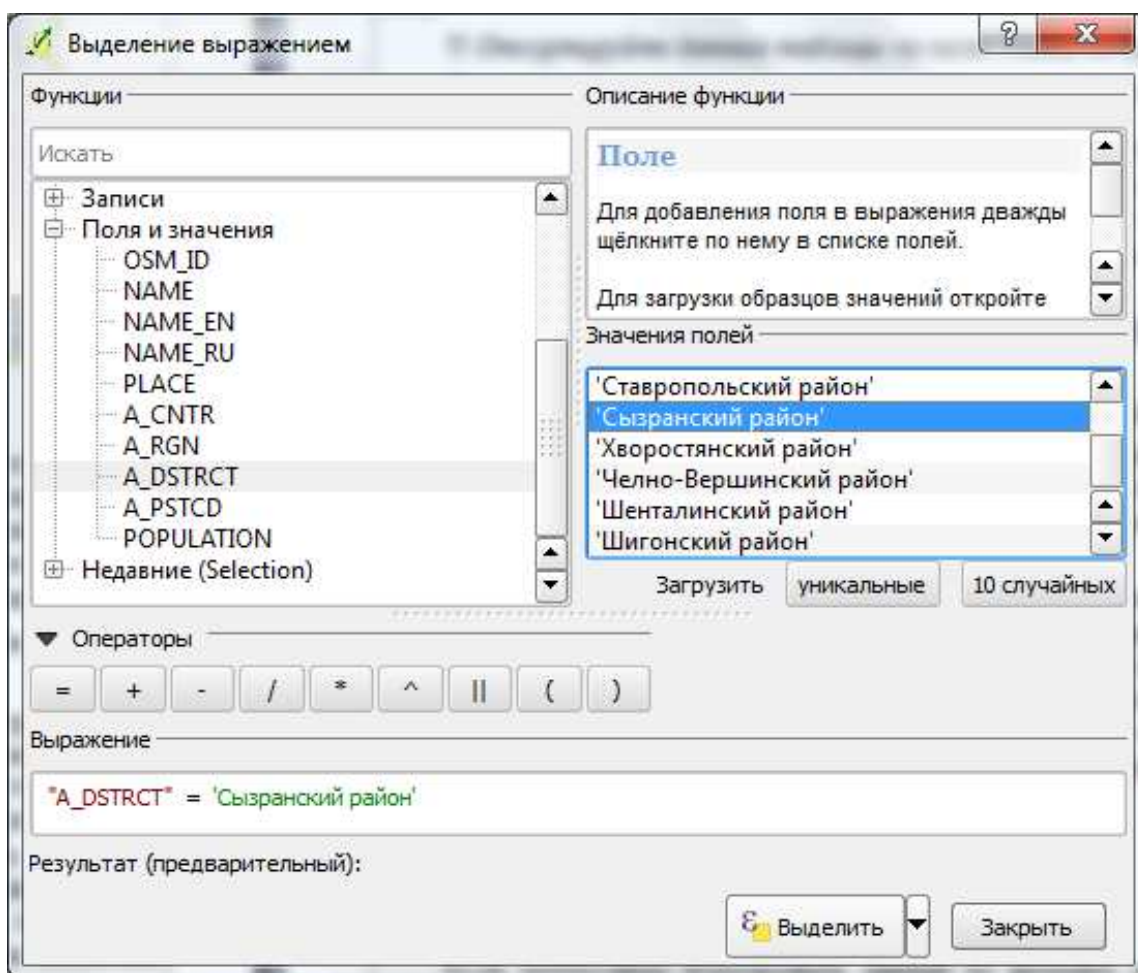 Выделение выражением
Функции
Искать
Записи
Поля и значения
OSM_ID
NAME
NAME_EN
NAME_RU
PLACE
A_CNTR
A_RGN
A_DSTRCT
A_PSTCD
POPULATION
Недавние (Selection)
Описание функции
Поле
Для добавления поля в выражения дважды
щёлкните по нему в списке полей.
Для загрузки образцов значений откройте
Значения полей
'Ставропольский район'
'Сызранский район'
'Хворостянский район'
'Челно-Вершинский район'
'Шенталинский район'
'Шигонский район'
Загрузить уникальные 10 случайных
Операторы
= + - / * ^ || ( )
Выражение
"A_DSTRCT" = 'Сызранский район'
Результат (предварительный):
Выделить Закрыть